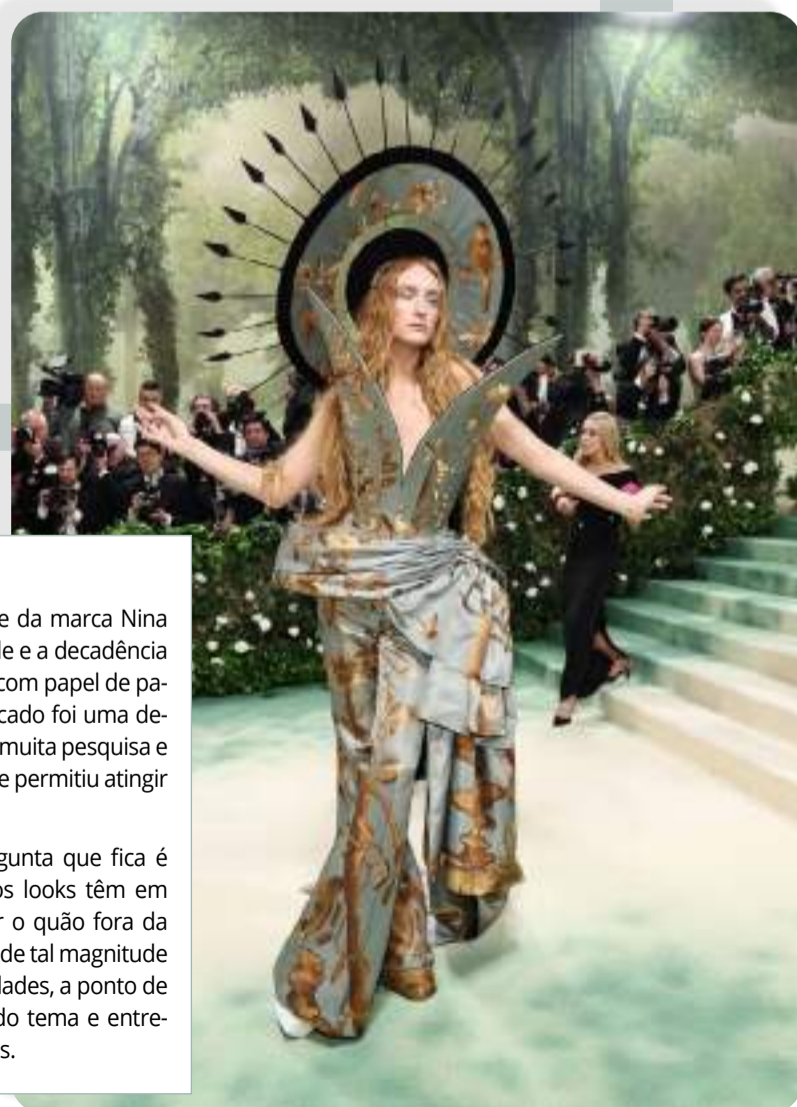 e da marca Nina
le e a decadência
com papel de pa-
cado foi uma de-
muita pesquisa e
e permitiu atingir
gunta que fica é
os looks têm em
r o quão fora da
de tal magnitude
dades, a ponto de
do tema e entre-
s.